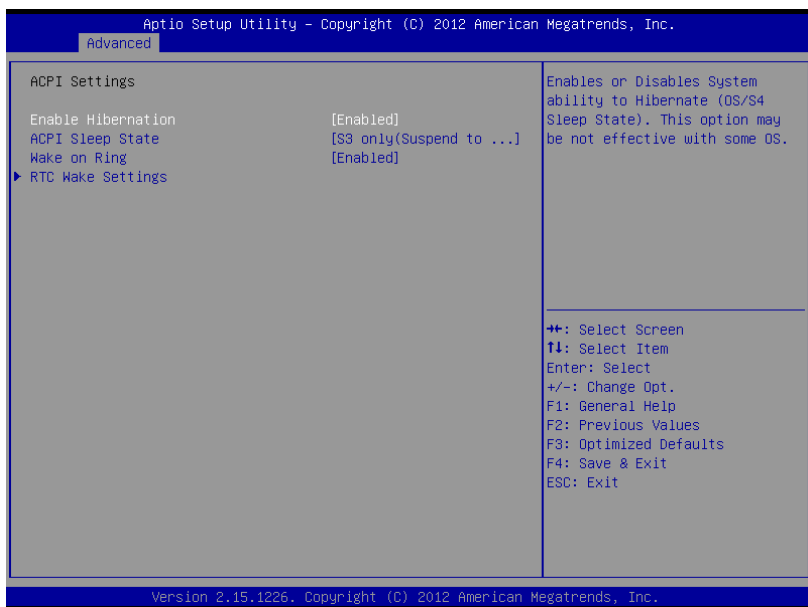 Aptio Setup Utility – Copyright (C) 2012 American Megatrends, Inc.
Advanced
ACPI Settings
Enable Hibernation [Enabled]
ACPI Sleep State [S3 only(Suspend to ...]
Wake on Ring [Enabled]
RTC Wake Settings
Enables or Disables System
ability to Hibernate (OS/S4
Sleep State). This option may
be not effective with some OS.
→←: Select Screen
↑↓: Select Item
Enter: Select
+/-: Change Opt.
F1: General Help
F2: Previous Values
F3: Optimized Defaults
F4: Save & Exit
ESC: Exit
Version 2.15.1226. Copyright (C) 2012 American Megatrends, Inc.